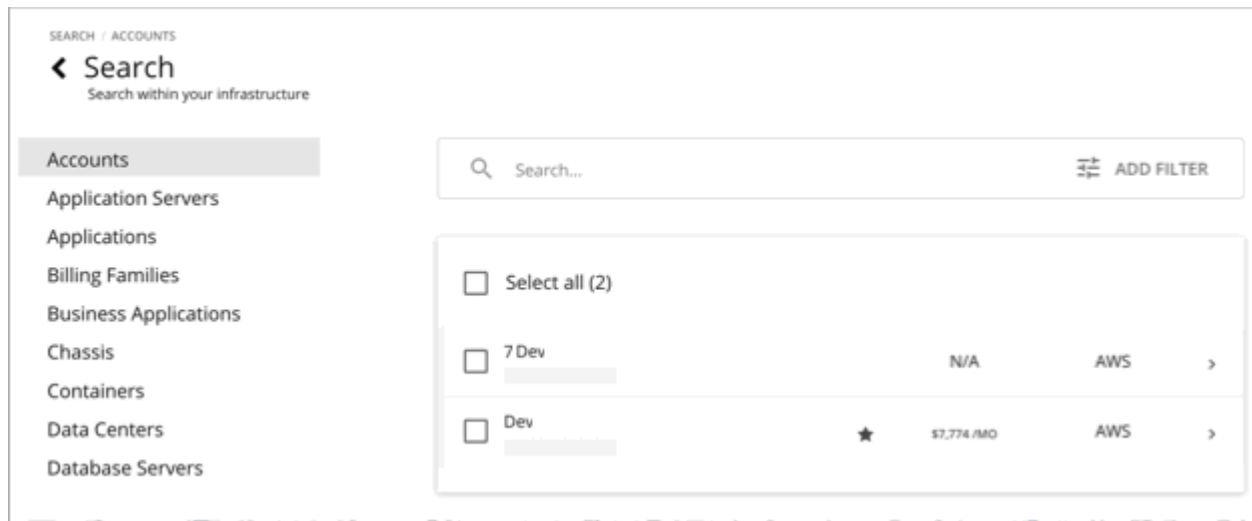 SEARCH / ACCOUNTS
Search
Search within your infrastructure
Accounts
Application Servers
Applications
Billing Families
Business Applications
Chassis
Containers
Data Centers
Database Servers
Search...
ADD FILTER
Select all (2)
7 Dev
N/A
AWS
Dev
$7,774 /MO
AWS